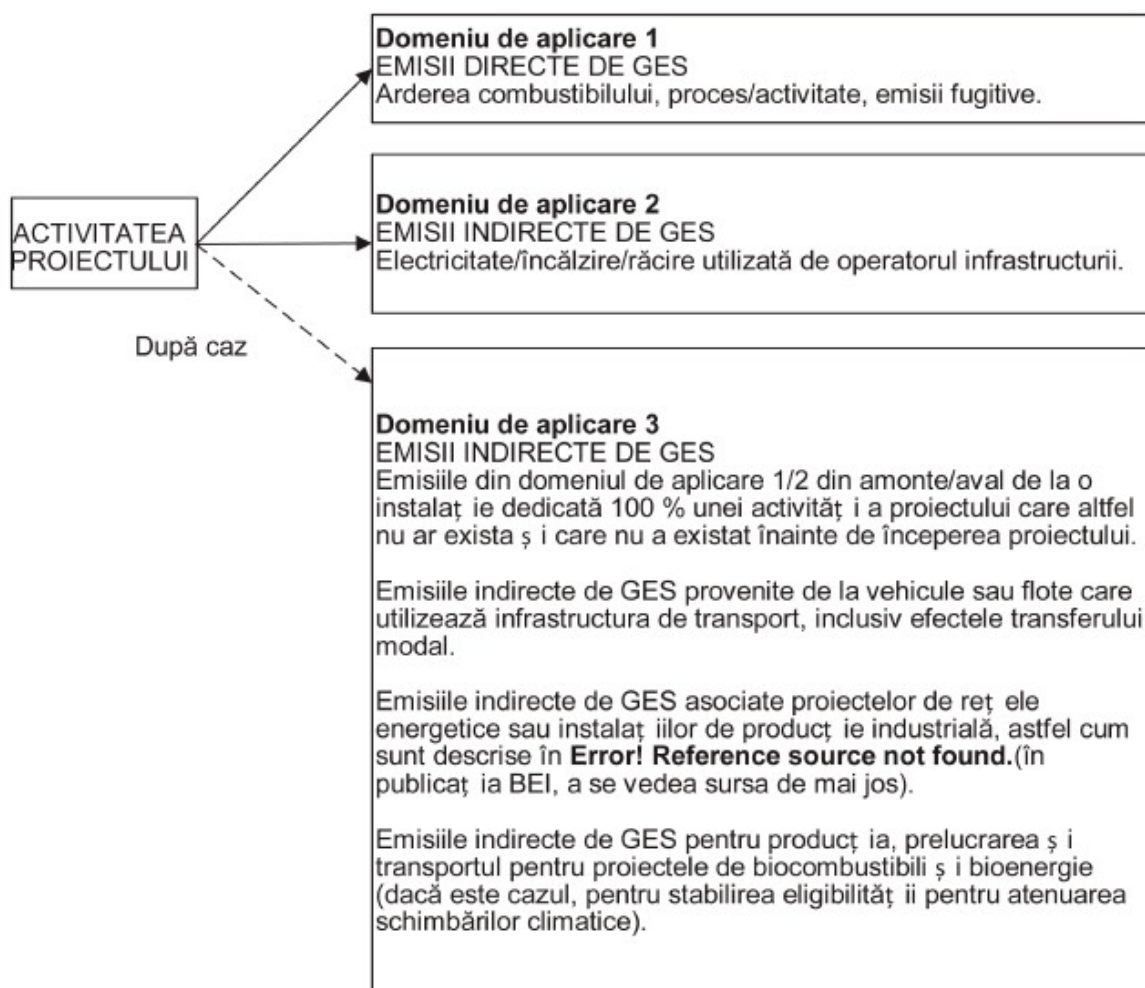 Domeniu de aplicare 1
EMISII DIRECTE DE GES
Arderea combustibilului, proces/activitate, emisii fugitive.
ACTIVITATEA
PROIECTULUI
Domeniu de aplicare 2
EMISII INDIRECTE DE GES
Electricitate/încălzire/răcire utilizată de operatorul infrastructurii.
După caz
Domeniu de aplicare 3
EMISII INDIRECTE DE GES
Emisiile din domeniul de aplicare 1/2 din amonte/aval de la o
instalaț ie dedicată 100 % unei activităț i a proiectului care altfel
nu ar exista ș i care nu a existat înainte de începerea proiectului.
Emisiile indirecte de GES provenite de la vehicule sau flote care
utilizează infrastructura de transport, inclusiv efectele transferului
modal.
Emisiile indirecte de GES asociate proiectelor de reț ele
energetice sau instalaț iilor de producț ie industrială, astfel cum
sunt descrise în Error! Reference source not found.(în
publicaț ia BEI, a se vedea sursa de mai jos).
Emisiile indirecte de GES pentru producț ia, prelucrarea ș i
transportul pentru proiectele de biocombustibili ș i bioenergie
(dacă este cazul, pentru stabilirea eligibilităț ii pentru atenuarea
schimbărilor climatice).